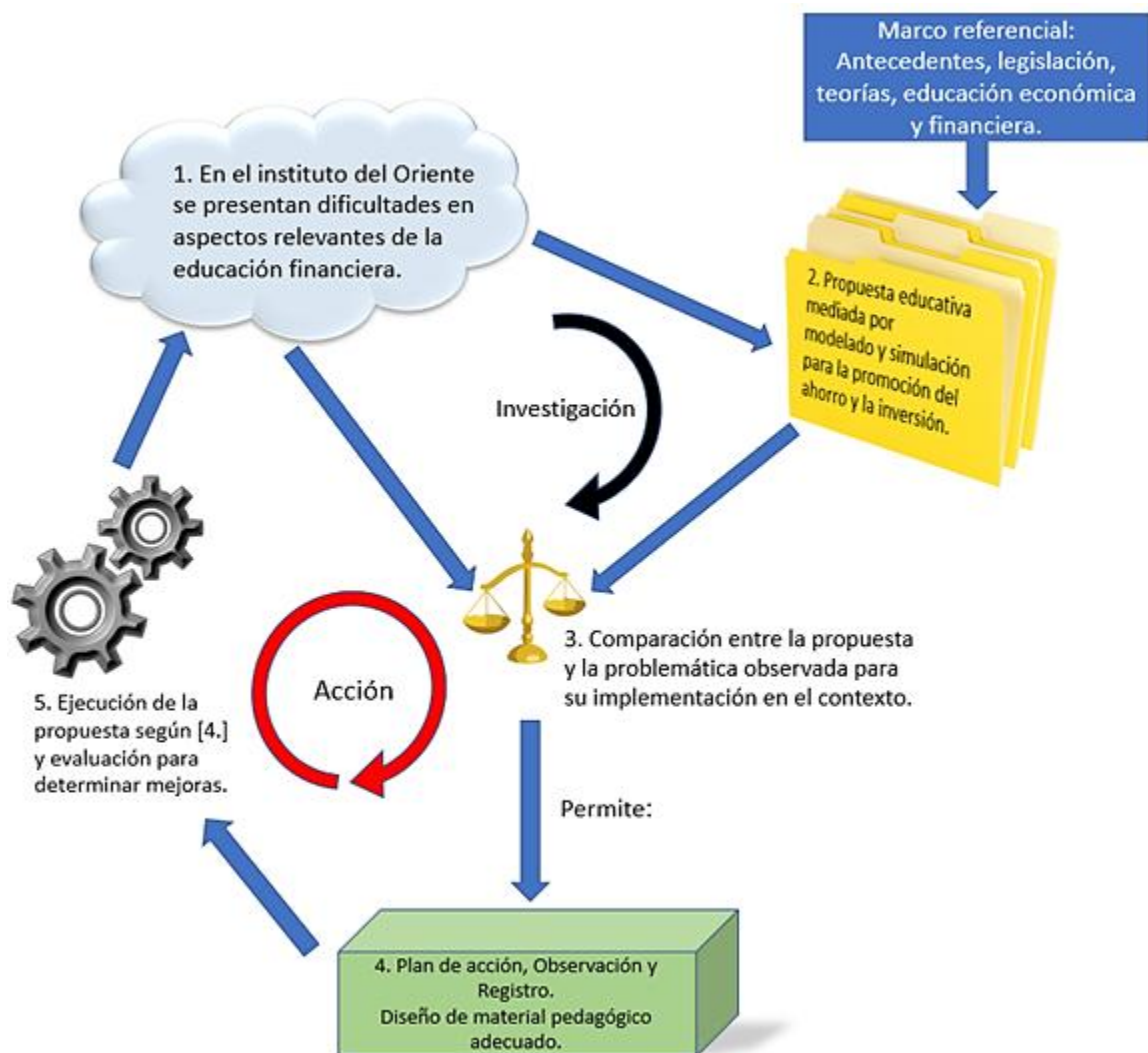 Marco referencial:
Antecedentes, legislación,
teorías, educación económica
y financiera.
1. En el instituto del Oriente
se presentan dificultades en
aspectos relevantes de la
educación financiera.
2. Propuesta educativa
mediada por
modelado y simulación
para la promoción del
ahorro y la inversión.
Investigación
3. Comparación entre la propuesta
y la problemática observada para
su implementación en el contexto.
Acción
5. Ejecución de la
propuesta según [4.]
y evaluación para
determinar mejoras.
Permite:
4. Plan de acción, Observación y
Registro.
Diseño de material pedagógico
adecuado.